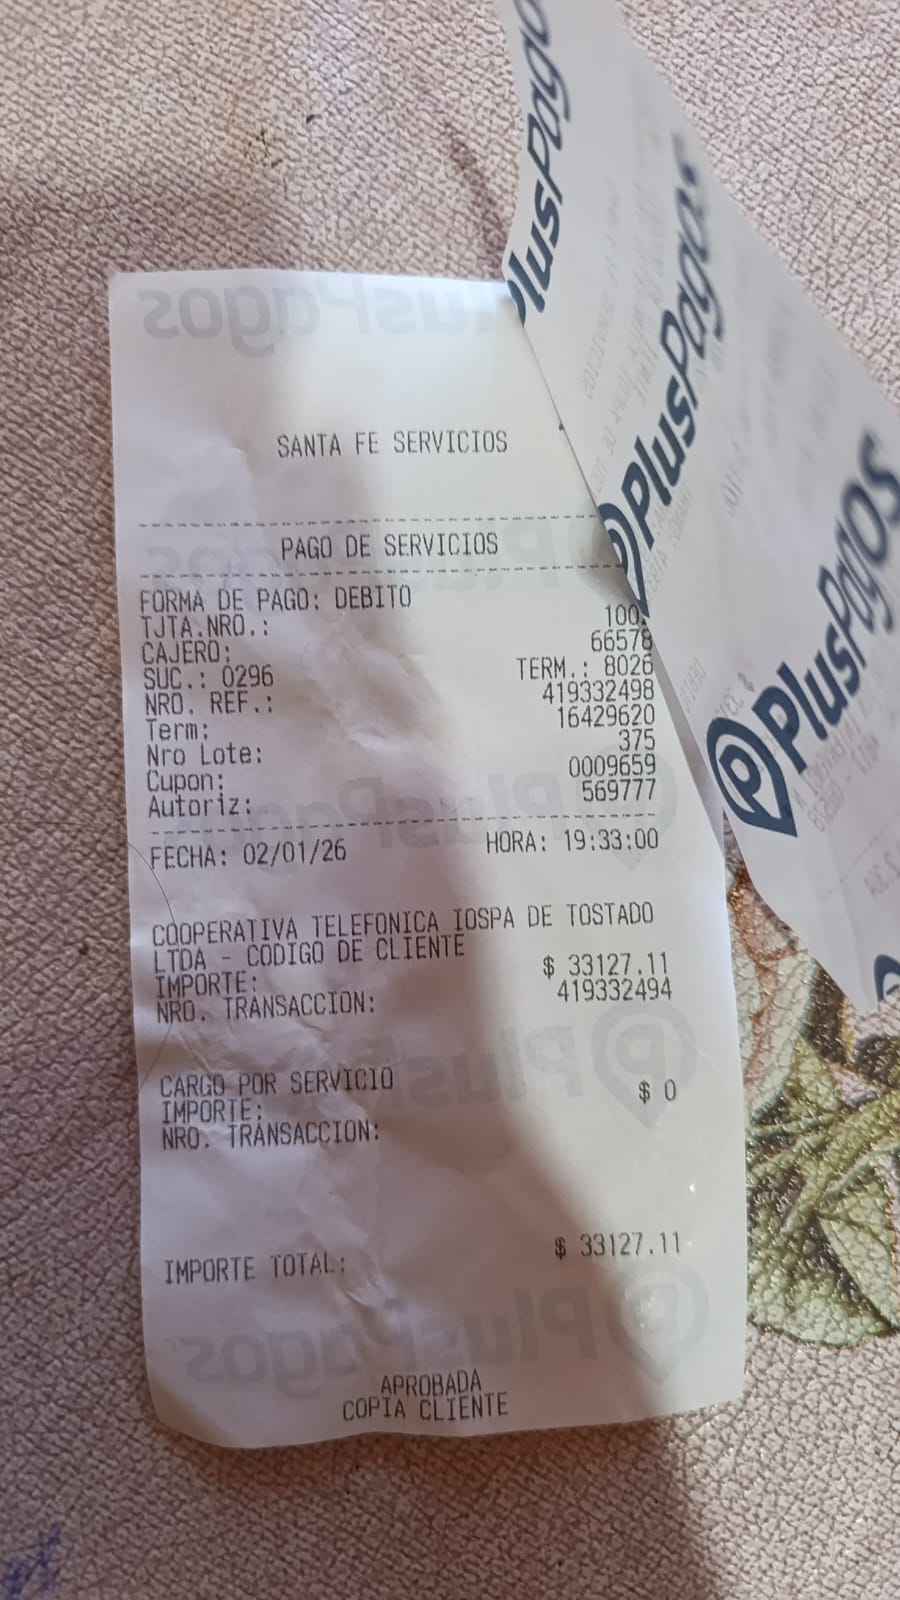 SANTA FE SERVICIOS
PAGO DE SERVICIOS
FORMA DE PAGO: DEBITO
TJTA.NRO.: 100
CAJERO: 66578
SUC.: 0296 TERM.: 8026
NRO. REF.: 419332498
Term: 16429620
Nro Lote: 375
Cupon: 0009659
Autoriz: 569777
FECHA: 02/01/26 HORA: 19:33:00
COOPERATIVA TELEFONICA IOSPA DE TOSTADO
LTDA - CODIGO DE CLIENTE
IMPORTE: $ 33127.11
NRO. TRANSACCION: 419332494
CARGO POR SERVICIO
IMPORTE: $ 0
NRO. TRANSACCION:
IMPORTE TOTAL: $ 33127.11
APROBADA
COPIA CLIENTE
PlusPago
PlusPagos
PlusPagos